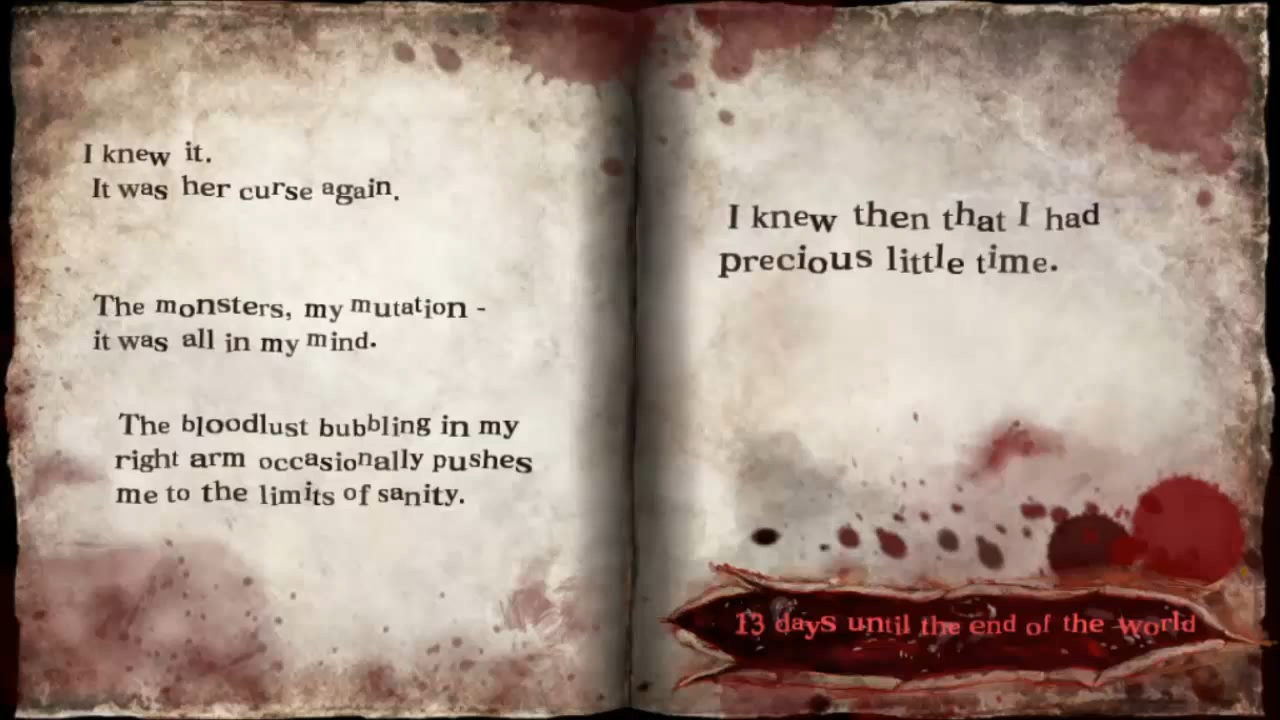 I knew it.
It was her curse again.
The monsters, my mutation -
it was all in my mind.
The bloodlust bubbling in my
right arm occasionally pushes
me to the limits of sanity.
I knew then that I had
precious little time.
13 days until the end of the world